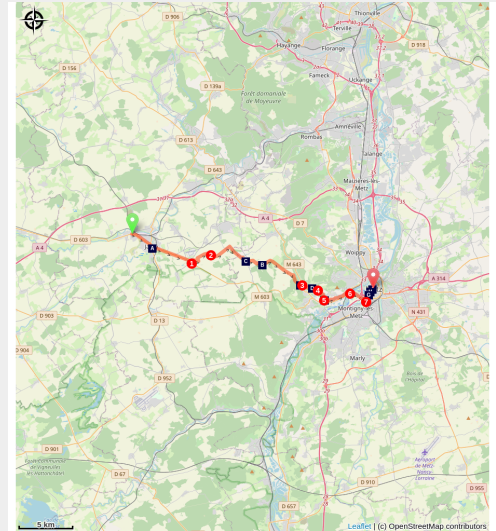 Thionville
D 906
Terville
Hayange
Florange
D 918
D 156
Fameck
Uckange
D 139a
Forêt domaniale
de Moyeuvre
Amnéville
Rombas
D 613
Talange
D 643
Maizières-les-
Metz
A 4
D 7
D 603
A 4
Woippy
M 643
A
1
2
C
B
A 314
3
D
4
5
6
7
M 603
Montigny-lès-
Metz
N 431
D 903
D 13
D 904
Marly
D 952
D 901
D 67
Aéroport
de Metz-
Nancy-
Lorraine
D 910
D 955
D 657
5 km
Leaflet | (c) OpenStreetMap contributors